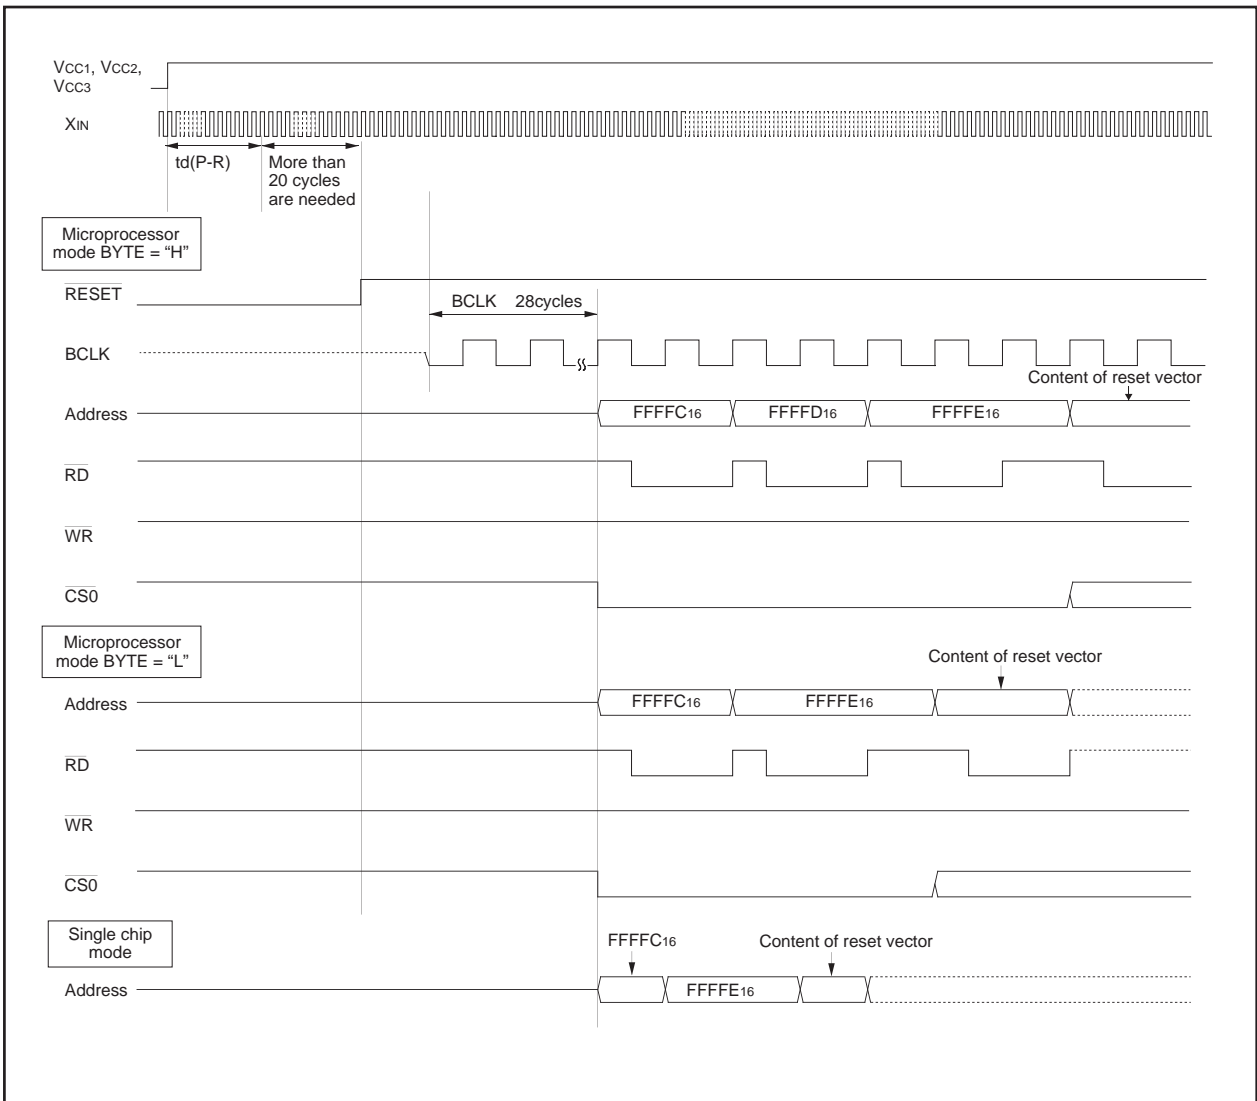 VCC1, VCC2,
VCC3
XIN
td(P-R)
More than
20 cycles
are needed
Microprocessor
mode BYTE = “H”
RESET
BCLK 28cycles
BCLK
Content of reset vector
Address
FFFFC16
FFFFD16
FFFFE16
RD
WR
CS0
Microprocessor
mode BYTE = “L”
Content of reset vector
Address
FFFFC16
FFFFE16
RD
WR
CS0
Single chip
mode
FFFFC16
Content of reset vector
Address
FFFFE16